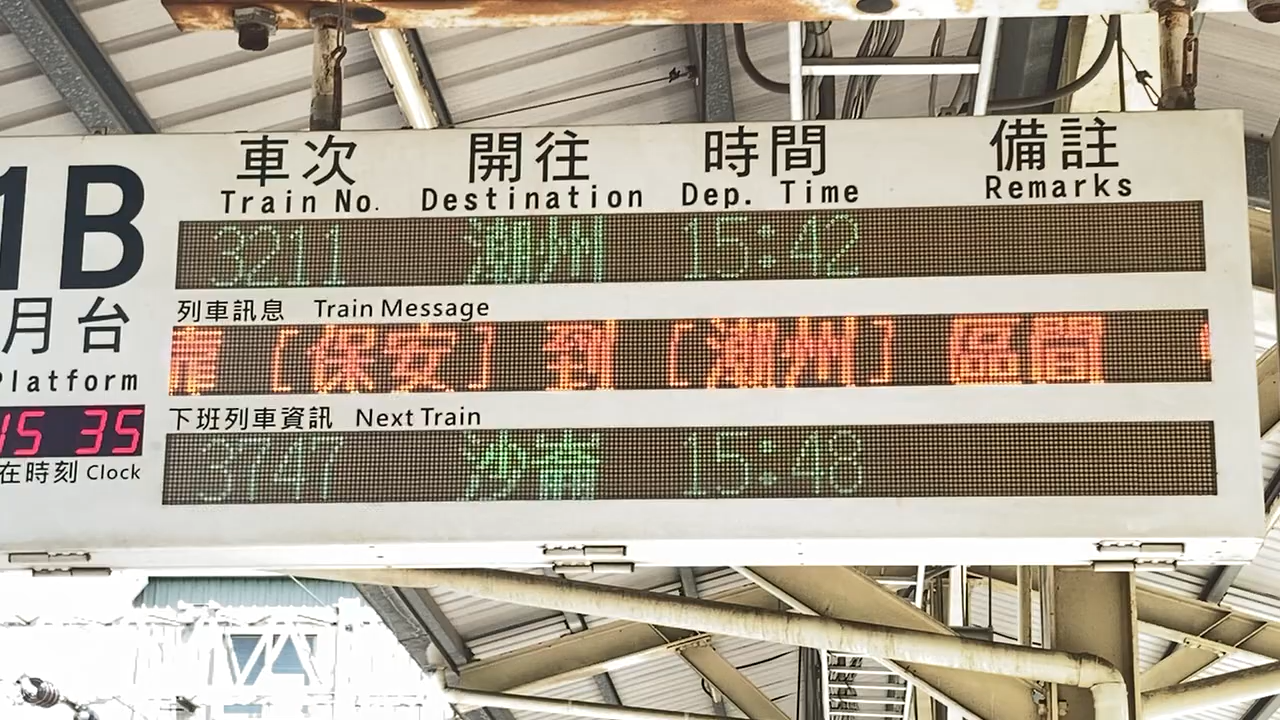 1B
月台
Platform
15 35
在時刻 Clock
車次 開往 時間 備註
Train No. Destination Dep. Time Remarks
3211 潮州 15:42
列車訊息 Train Message
[保安] 到 [潮州] 區間
下班列車資訊 Next Train
3747 沙崙 15:48